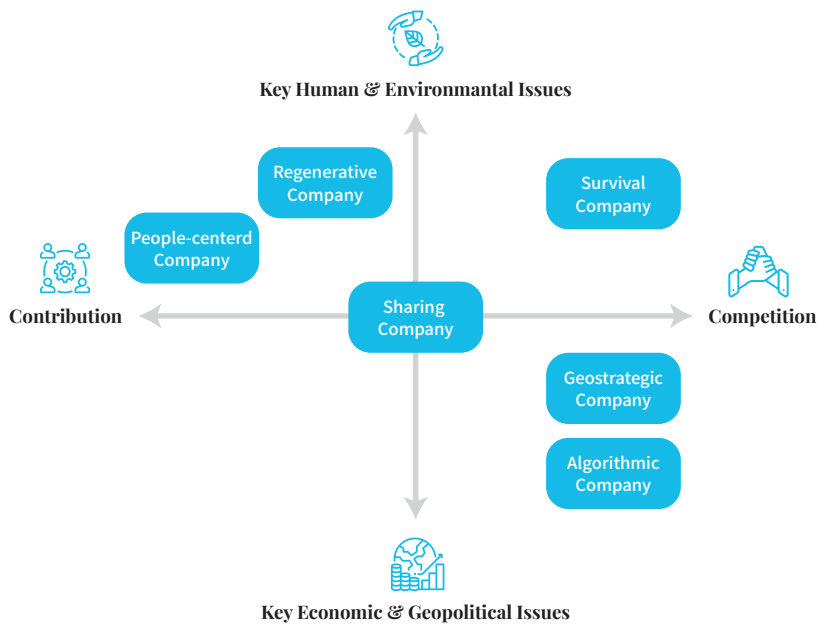 Key Human & Environmantal Issues
Regenerative
Company
Survival
Company
People-centerd
Company
Contribution
Sharing
Company
Competition
Geostrategic
Company
Algorithmic
Company
Key Economic & Geopolitical Issues